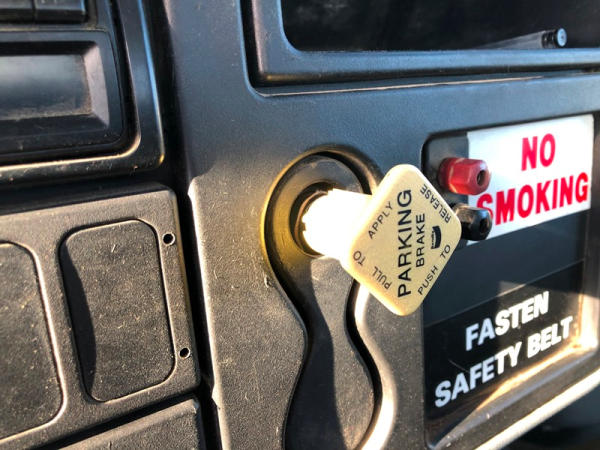 PULL TO APPLY
PARKING
BRAKE
PUSH TO RELEASE
NO
SMOKING
FASTEN
SAFETY BELT